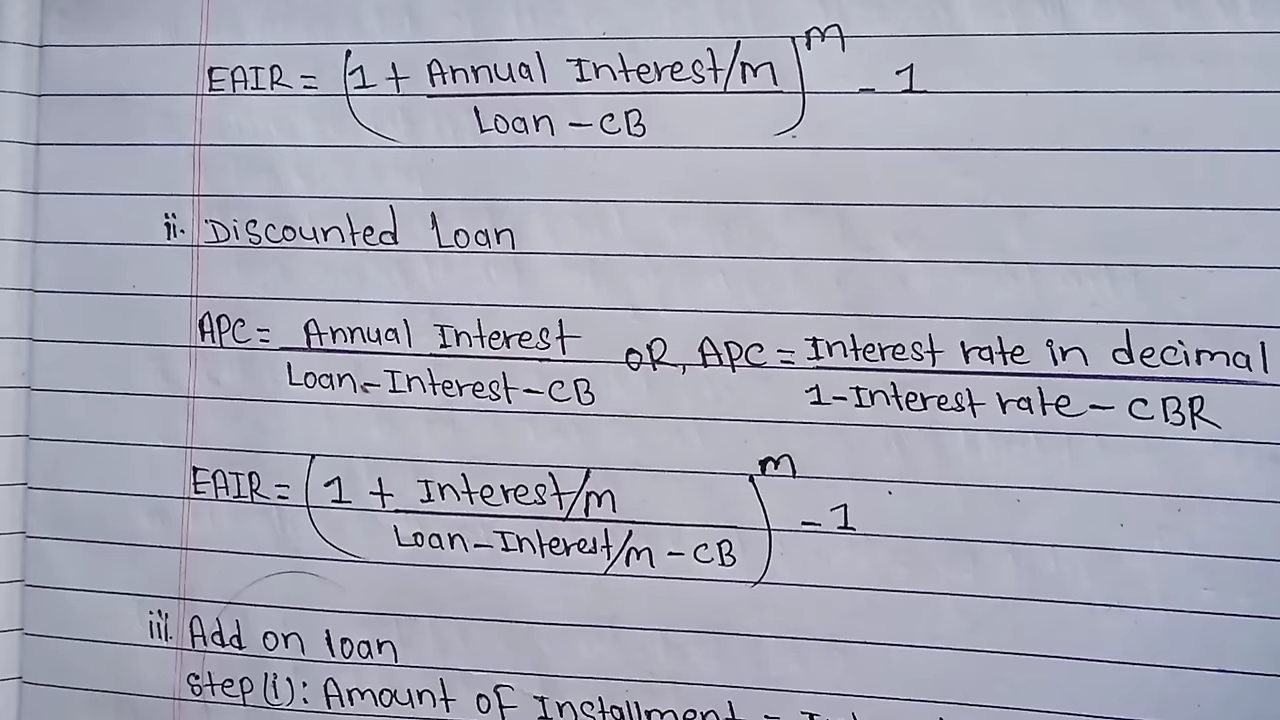 EAIR = (1 + Annual Interest/m / Loan - CB)^m - 1
ii. Discounted Loan
APC = Annual Interest / Loan - Interest - CB OR, APC = Interest rate in decimal / 1 - Interest rate - CBR
EAIR = (1 + Interest/m / Loan - Interest/m - CB)^m - 1
iii. Add on loan
Step (i): Amount of Installment =